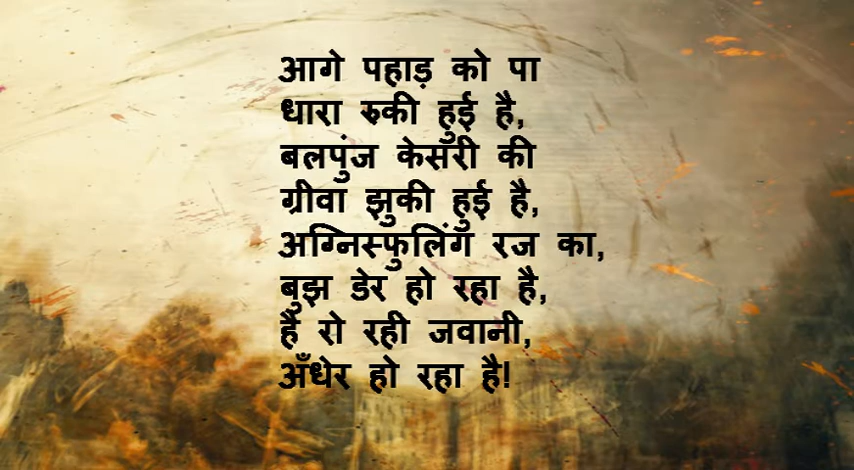 आगे पहाड़ को पा
धारा रुकी हुई है,
बलपुंज केसरी की
ग्रीवा झुकी हुई है,
अग्निस्फुलिंग रज का,
बुझ डेर हो रहा है,
है रो रही जवानी,
अँधेर हो रहा है!